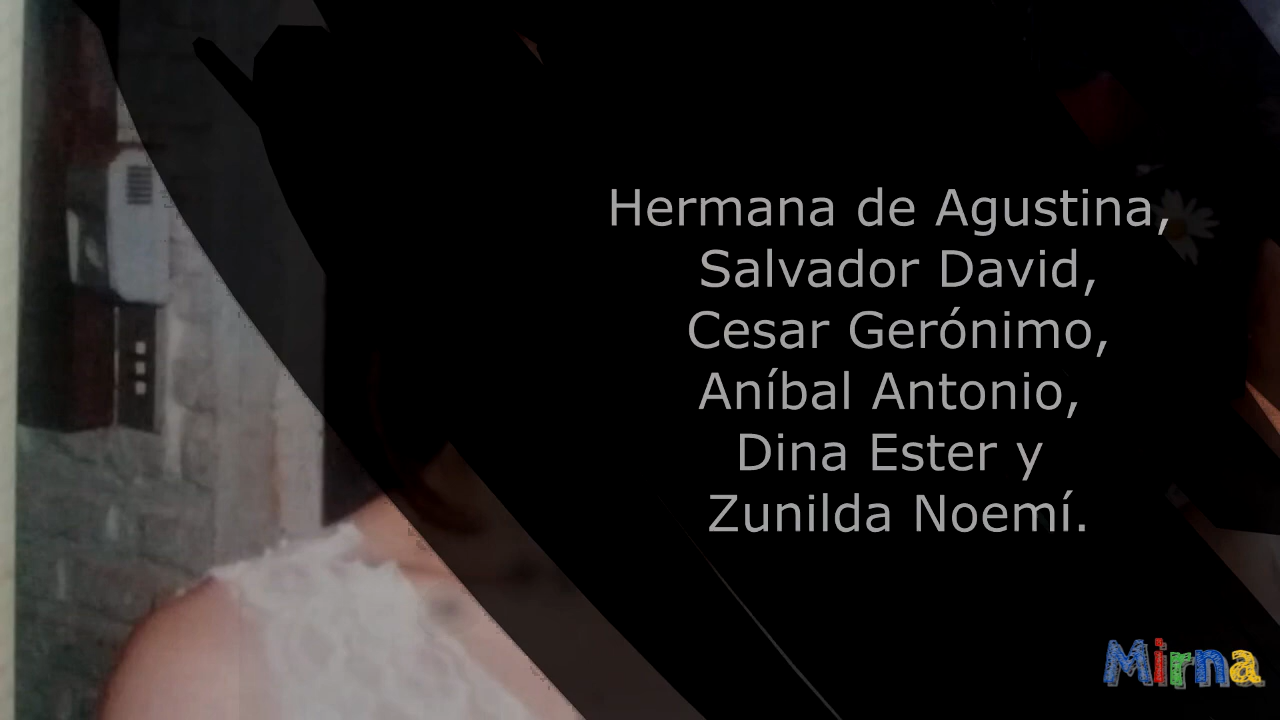 Hermana de Agustina,
Salvador David,
Cesar Gerónimo,
Aníbal Antonio,
Dina Ester y
Zunilda Noemí.
Mirna